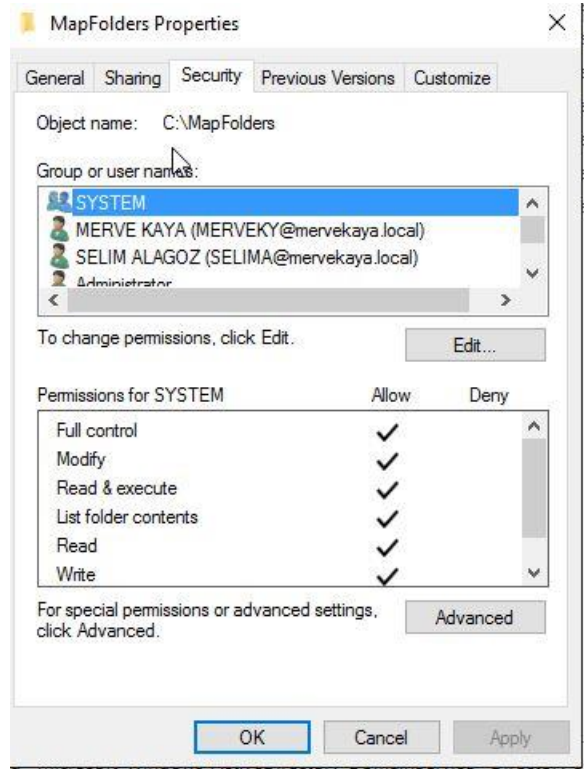 MapFolders Properties
General Sharing Security Previous Versions Customize
Object name: C:\MapFolders
Group or user names:
SYSTEM
MERVE KAYA (MERVEKY@mervekaya.local)
SELIM ALAGOZ (SELIMA@mervekaya.local)
Administrator
To change permissions, click Edit.
Edit...
Permissions for SYSTEM Allow Deny
Full control
Modify
Read & execute
List folder contents
Read
Write
For special permissions or advanced settings,
click Advanced.
Advanced
OK Cancel Apply